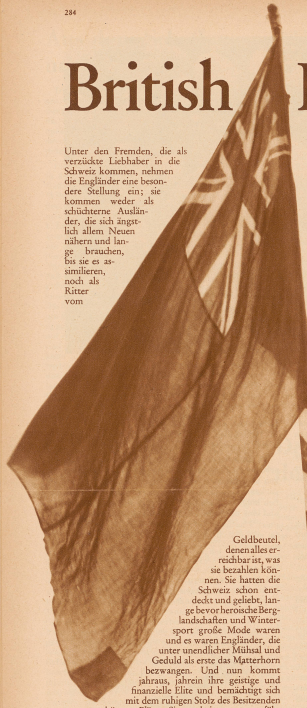 284
British
Unter den Fremden, die als
verzückte Liebhaber in die
Schweiz kommen, nehmen
die Engländer eine beson-
dere Stellung ein; sie
kommen weder als
schüchterne Auslän-
der, die sich ängst-
lich allem Neuen
nähern und lan-
ge brauchen,
bis sie es as-
similieren,
noch als
Ritter
vom
Geldbeutel,
denen alles er-
reichbar ist, was
sie bezahlen kön-
nen. Sie hatten die
Schweiz schon ent-
deckt und geliebt, lan-
ge bevor heroische Berg-
landschaften und Winter-
sport große Mode waren
und es waren Engländer, die
unter unendlicher Mühsal und
Geduld als erste das Matterhorn
bezwangen. Und nun kommt
jahraus, jahrein ihre geistige und
finanzielle Elite und bemächtigt sich
mit dem ruhigen Stolz des Besitzenden